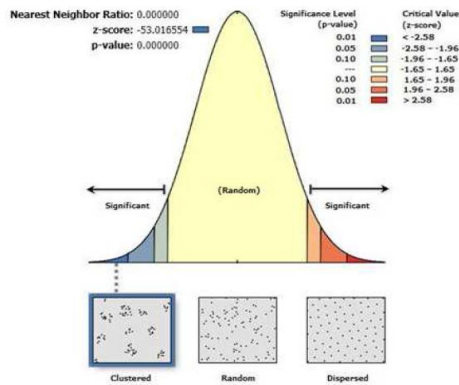 Nearest Neighbor Ratio: 0.000000
z-score: -53.016554
p-value: 0.000000
Significance Level
(p-value)
Critical Value
(z-score)
0.01 < -2.58
0.05 -2.58 - -1.96
0.10 -1.96 - -1.65
--- -1.65 - 1.65
0.10 1.65 - 1.96
0.05 1.96 - 2.58
0.01 > 2.58
(Random)
Significant
Significant
Clustered
Random
Dispersed